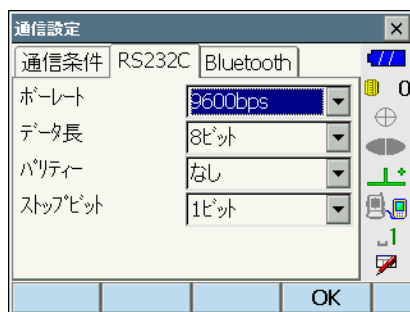 通信設定
通信条件 RS232C Bluetooth
ﾎﾞｰﾚｰﾄ 9600bps
ﾃﾞｰﾀ長 8ﾋﾞｯﾄ
ﾊﾟﾘﾃｨｰ なし
ｽﾄｯﾌﾟﾋﾞｯﾄ 1ﾋﾞｯﾄ
0
1
OK